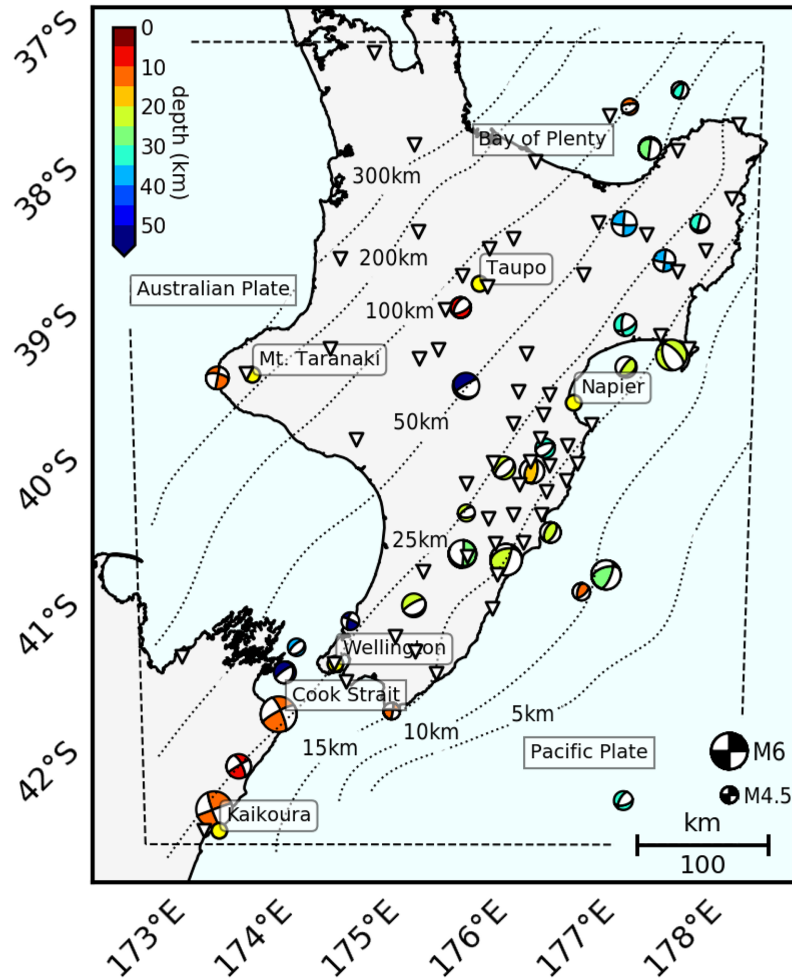 37°S
38°S
39°S
40°S
41°S
42°S
0
10
20
30
40
50
depth (km)
Bay of Plenty
300km
200km
Taupo
Australian Plate
100km
Mt. Taranaki
Napier
50km
25km
Wellington
Cook Strait
5km
10km
15km
Pacific Plate
M6
M4.5
Kaikoura
km
100
173°E
174°E
175°E
176°E
177°E
178°E